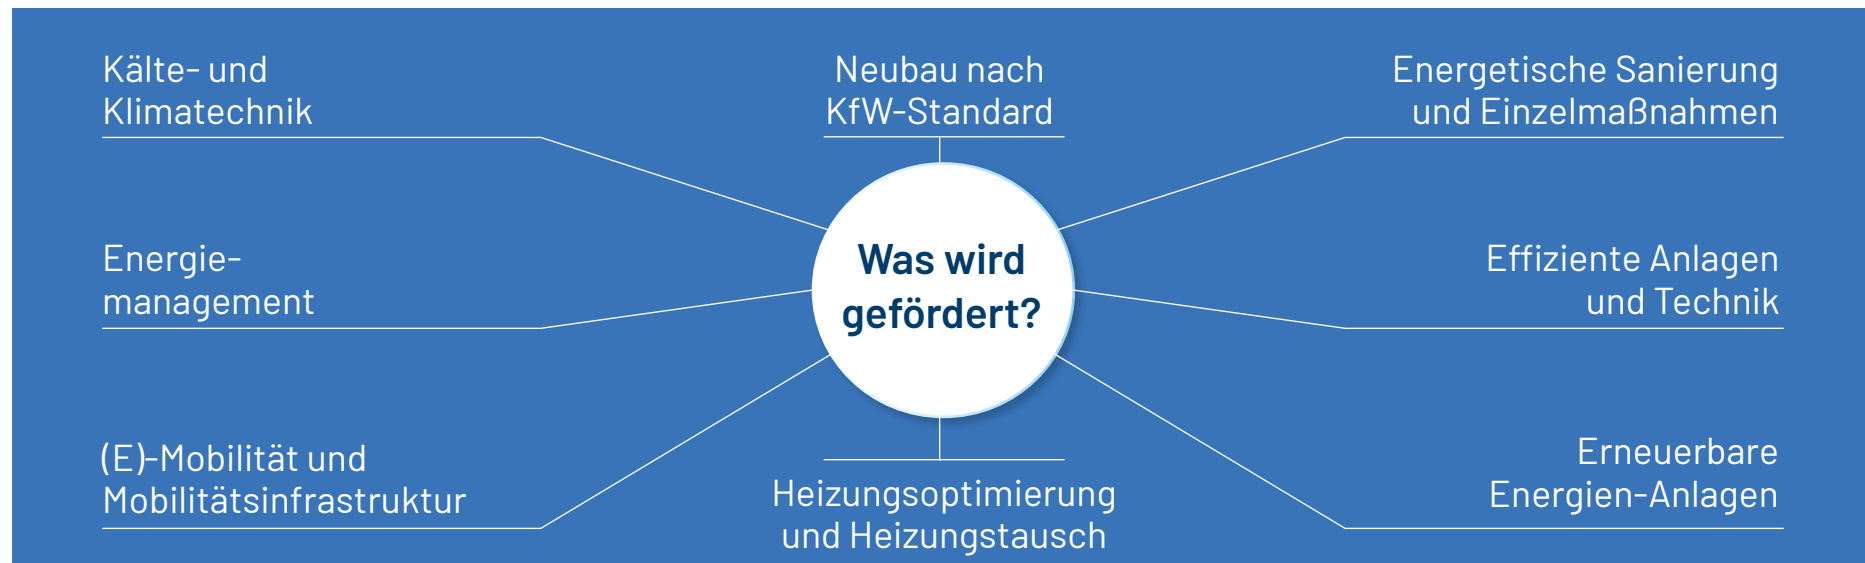 Kälte- und
Klimatechnik
Neubau nach
KfW-Standard
Energetische Sanierung
und Einzelmaßnahmen
Energie-
management
Was wird
gefördert?
Effiziente Anlagen
und Technik
(E)-Mobilität und
Mobilitätsinfrastruktur
Heizungsoptimierung
und Heizungstausch
Erneuerbare
Energien-Anlagen